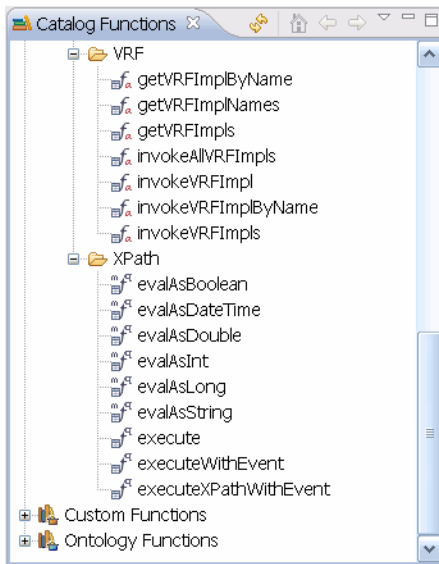 Catalog Functions
VRF
getVRFImplByName
getVRFImplNames
getVRFImpls
invokeAllVRFImpls
invokeVRFImpl
invokeVRFImplByName
invokeVRFImpls
XPath
evalAsBoolean
evalAsDateTime
evalAsDouble
evalAsInt
evalAsLong
evalAsString
execute
executeWithEvent
executeXPathWithEvent
Custom Functions
Ontology Functions